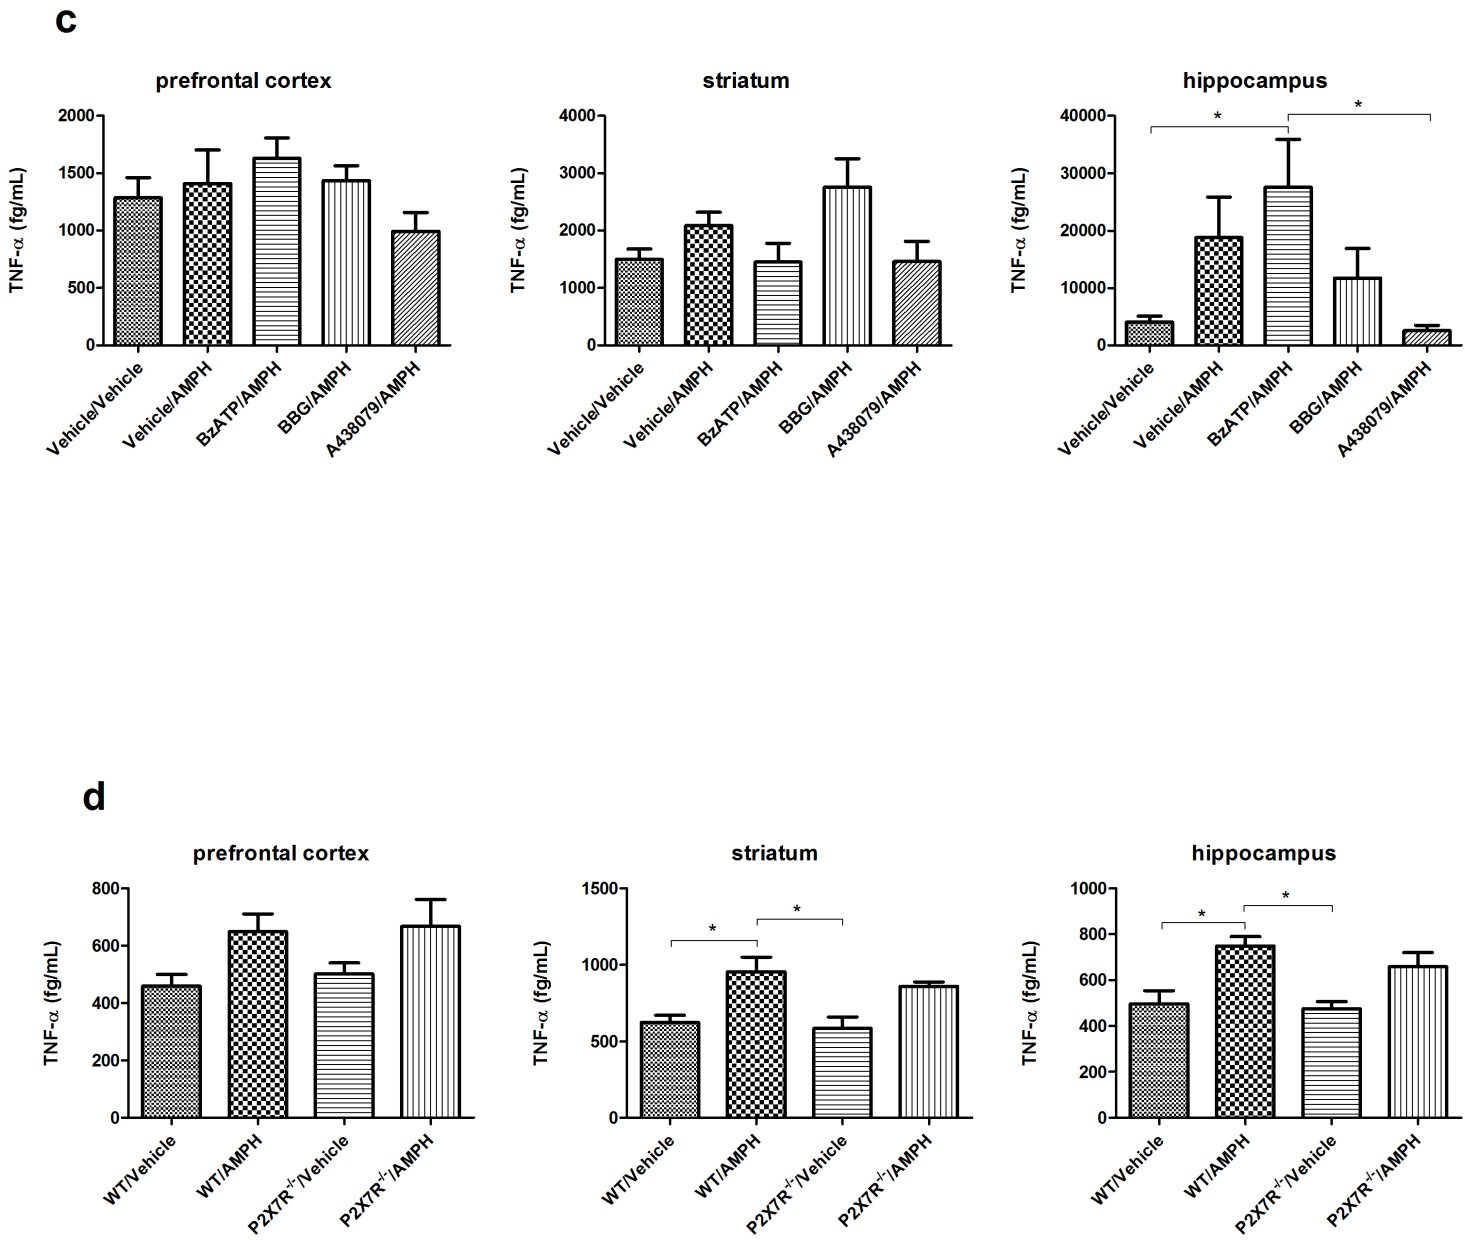 c
prefrontal cortex
TNF-α (fg/mL)
2000
1500
1000
500
0
Vehicle/Vehicle
Vehicle/AMPH
BzATP/AMPH
BBG/AMPH
A438079/AMPH
striatum
TNF-α (fg/mL)
4000
3000
2000
1000
0
Vehicle/Vehicle
Vehicle/AMPH
BzATP/AMPH
BBG/AMPH
A438079/AMPH
hippocampus
TNF-α (fg/mL)
40000
30000
20000
10000
0
*
*
Vehicle/Vehicle
Vehicle/AMPH
BzATP/AMPH
BBG/AMPH
A438079/AMPH
d
prefrontal cortex
TNF-α (fg/mL)
800
600
400
200
0
WT/Vehicle
WT/AMPH
P2X7R⁻/⁻/Vehicle
P2X7R⁻/⁻/AMPH
striatum
TNF-α (fg/mL)
1500
1000
500
0
*
*
WT/Vehicle
WT/AMPH
P2X7R⁻/⁻/Vehicle
P2X7R⁻/⁻/AMPH
hippocampus
TNF-α (fg/mL)
1000
800
600
400
200
0
*
*
WT/Vehicle
WT/AMPH
P2X7R⁻/⁻/Vehicle
P2X7R⁻/⁻/AMPH